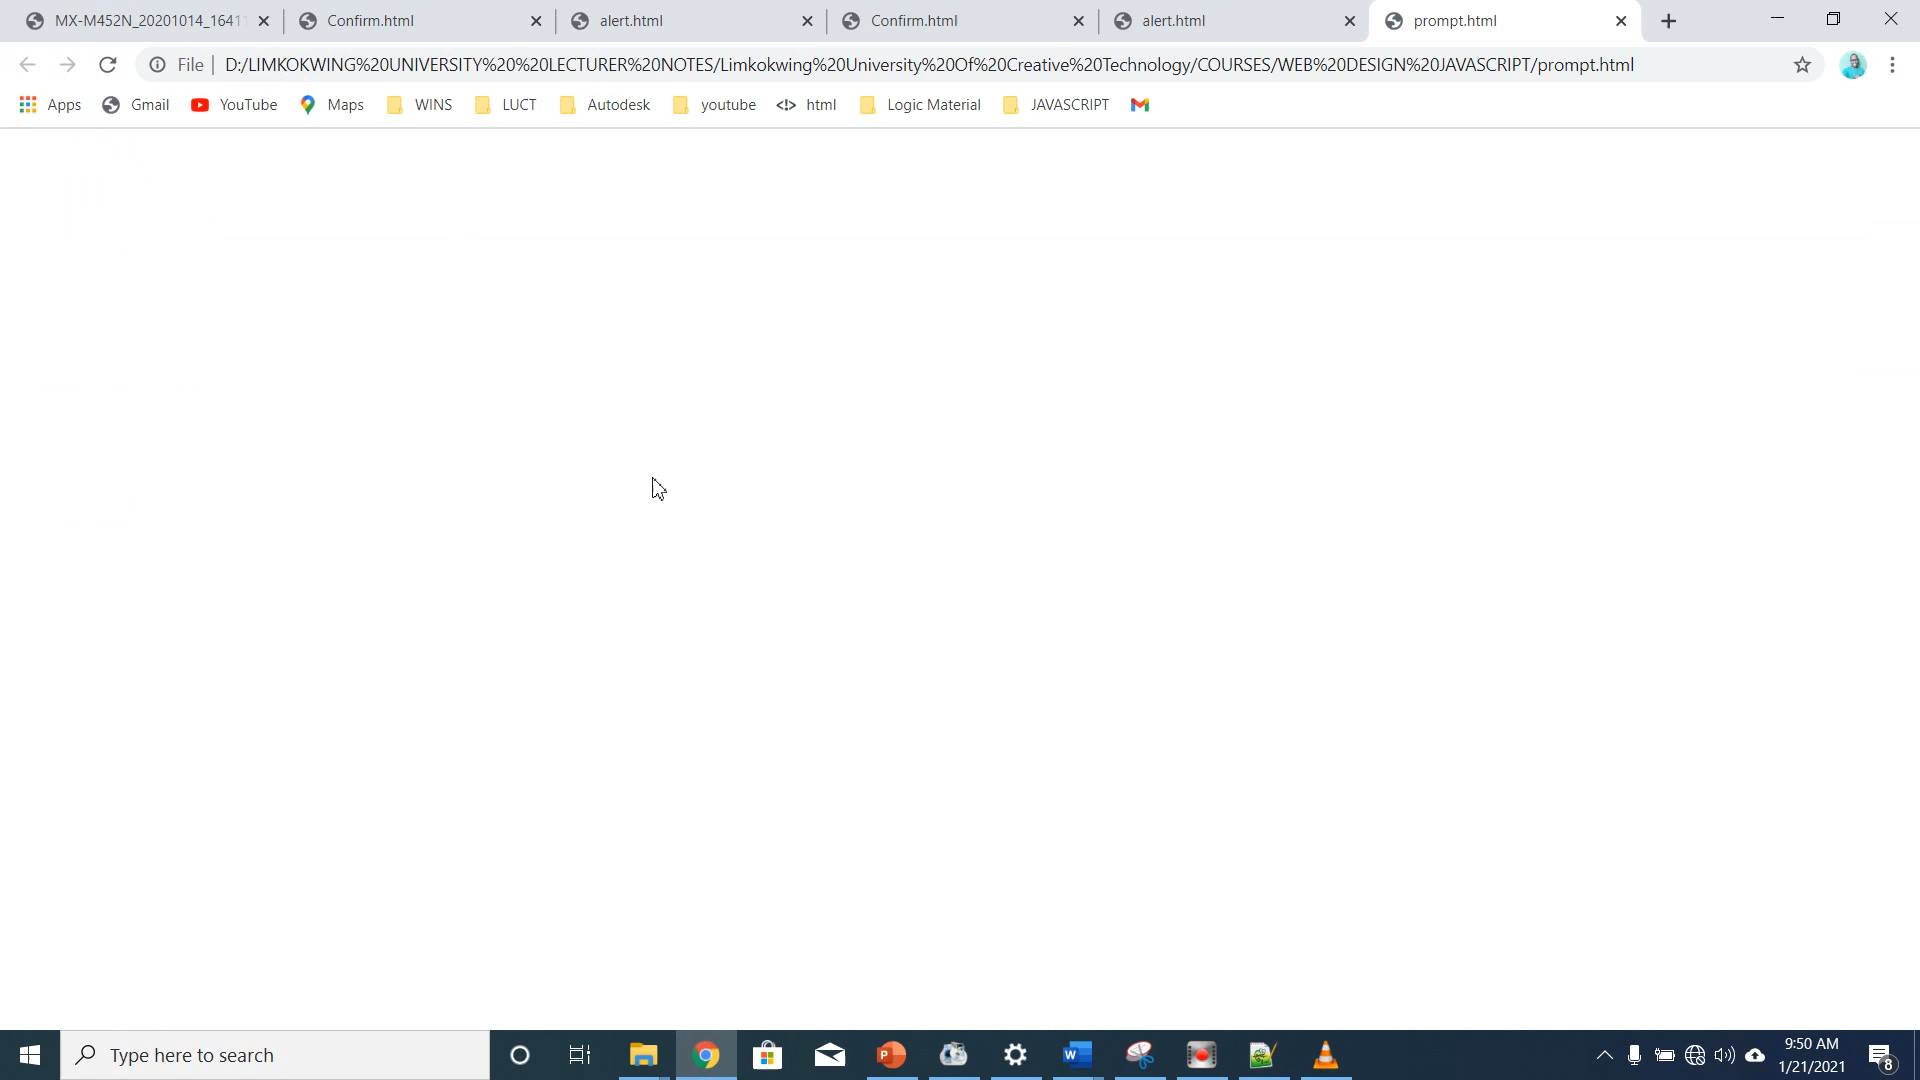 MX-M452N_20201014_1641
Confirm.html
alert.html
Confirm.html
alert.html
prompt.html
File
D:/LIMKOKWING%20UNIVERSITY%20%20LECTURER%20NOTES/Limkokwing%20University%20Of%20Creative%20Technology/COURSES/WEB%20DESIGN%20JAVASCRIPT/prompt.html
Apps
Gmail
YouTube
Maps
WINS
LUCT
Autodesk
youtube
html
Logic Material
JAVASCRIPT
Type here to search
9:50 AM
1/21/2021
8